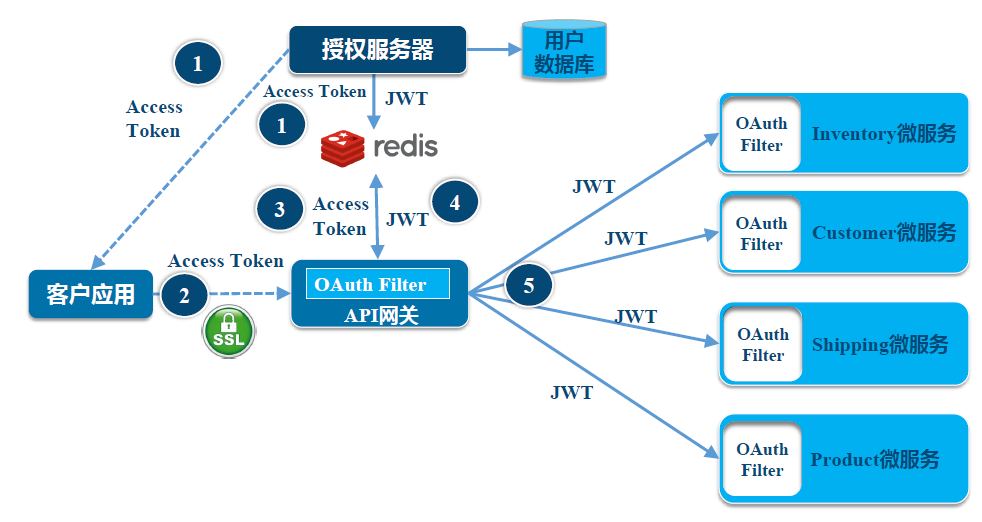 授权服务器
用户
数据库
1
Access
Token
Access Token
JWT
1
redis
3
Access
Token
JWT
4
客户应用
Access Token
2
SSL
OAuth Filter
API网关
5
JWT
JWT
JWT
JWT
OAuth
Filter
Inventory微服务
OAuth
Filter
Customer微服务
OAuth
Filter
Shipping微服务
OAuth
Filter
Product微服务